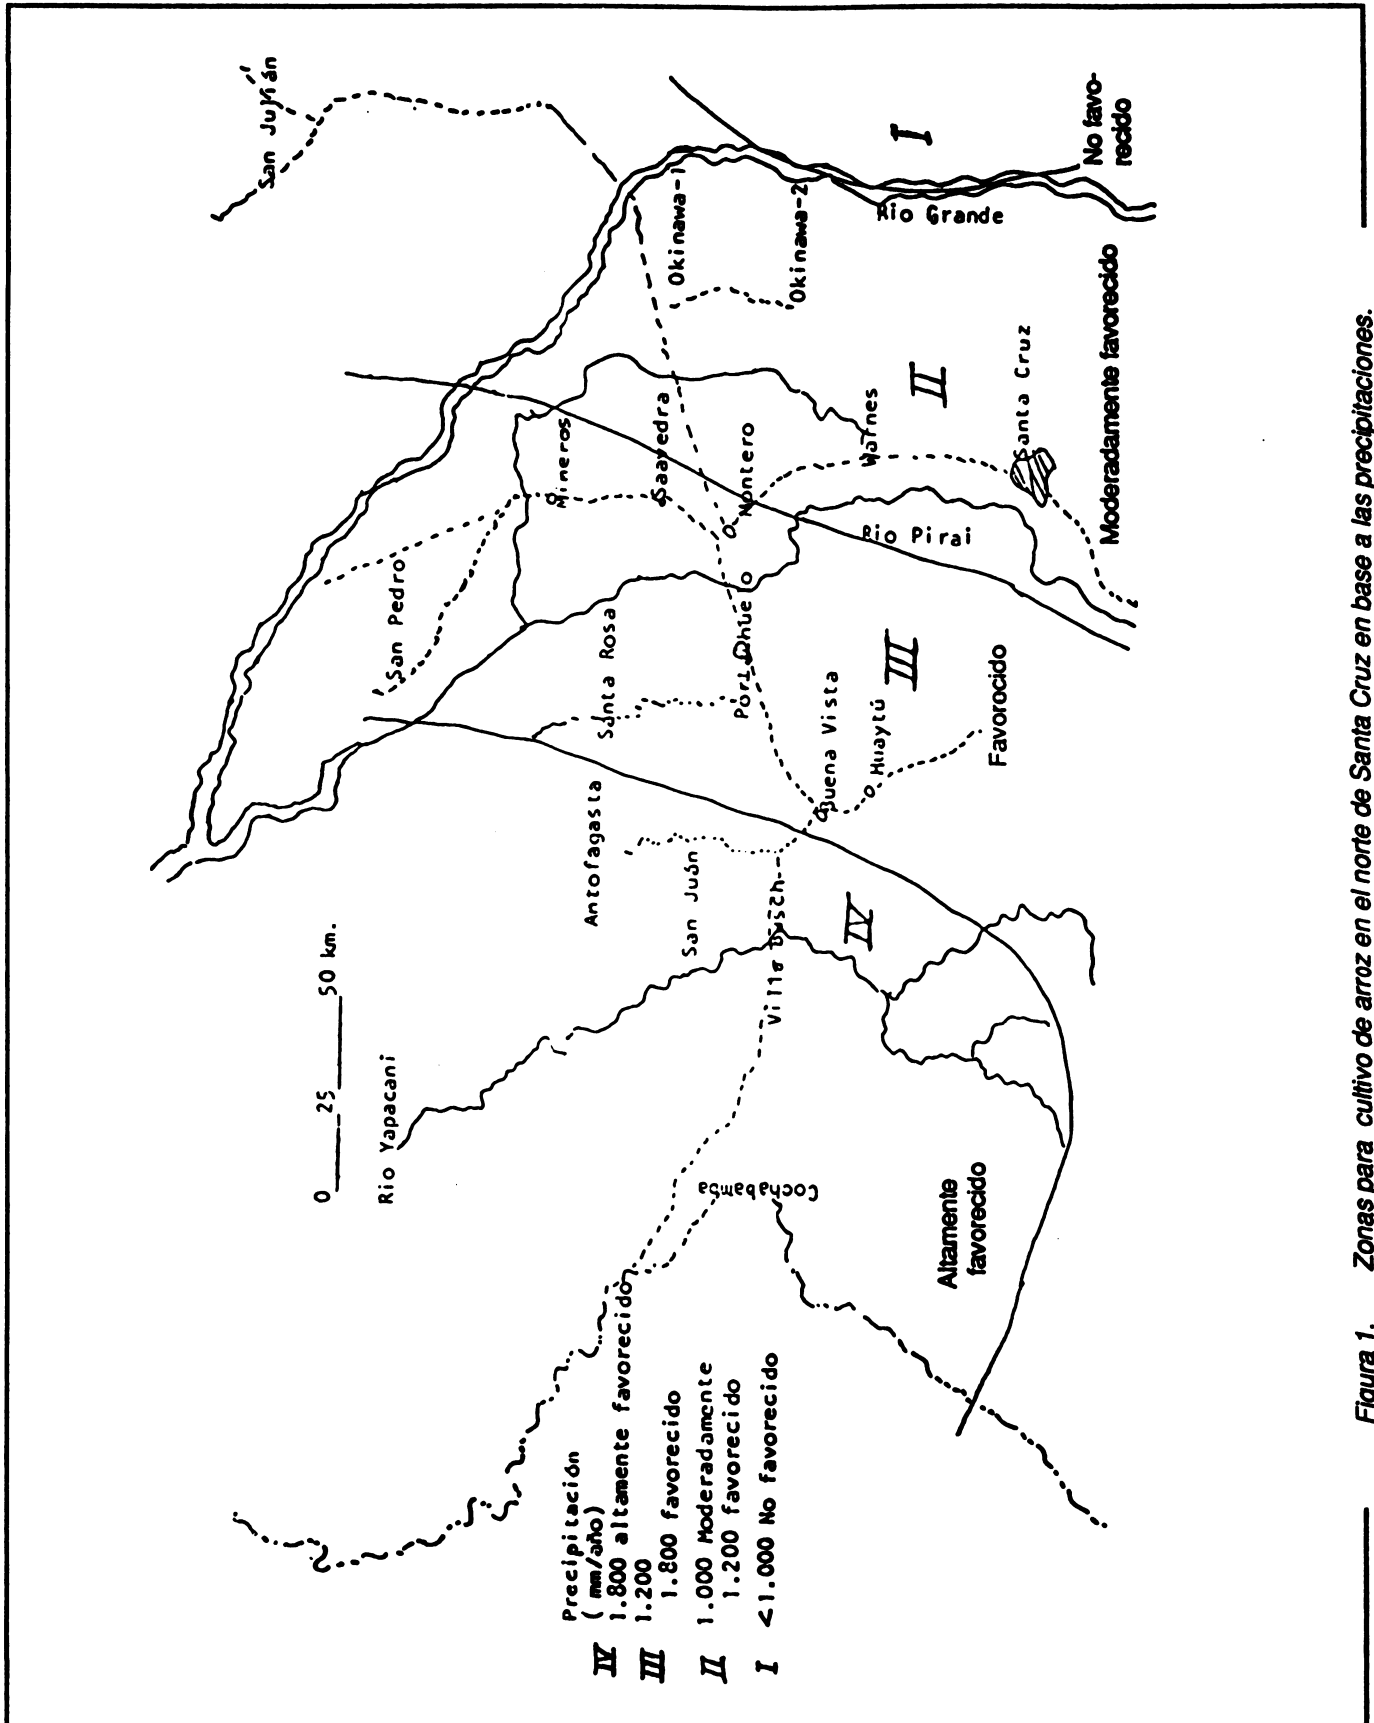 San Julián
Okinawa-1
Okinawa-2
Rio Grande
I
No favo-
recido
Mineros
Saavedra
Montero
Warnes
II
Santa Cruz
Moderadamente favorecido
San Pedro
Santa Rosa
Portachuelo
Rio Pirai
III
Buena Vista
Huaytú
Favorocido
Antofagasta
San Juón
Villa Busch
IV
0 25 50 km.
Rio Yapacani
Cochabamba
Altamente
favorecido
Precipitación
( mm/año)
IV 1.800 altamente favorecido
III 1.200
1.800 favorecido
II 1.000 Moderadamente
1.200 favorecido
I <1.000 No favorecido
Figura 1. Zonas para cultivo de arroz en el norte de Santa Cruz en base a las precipitaciones.